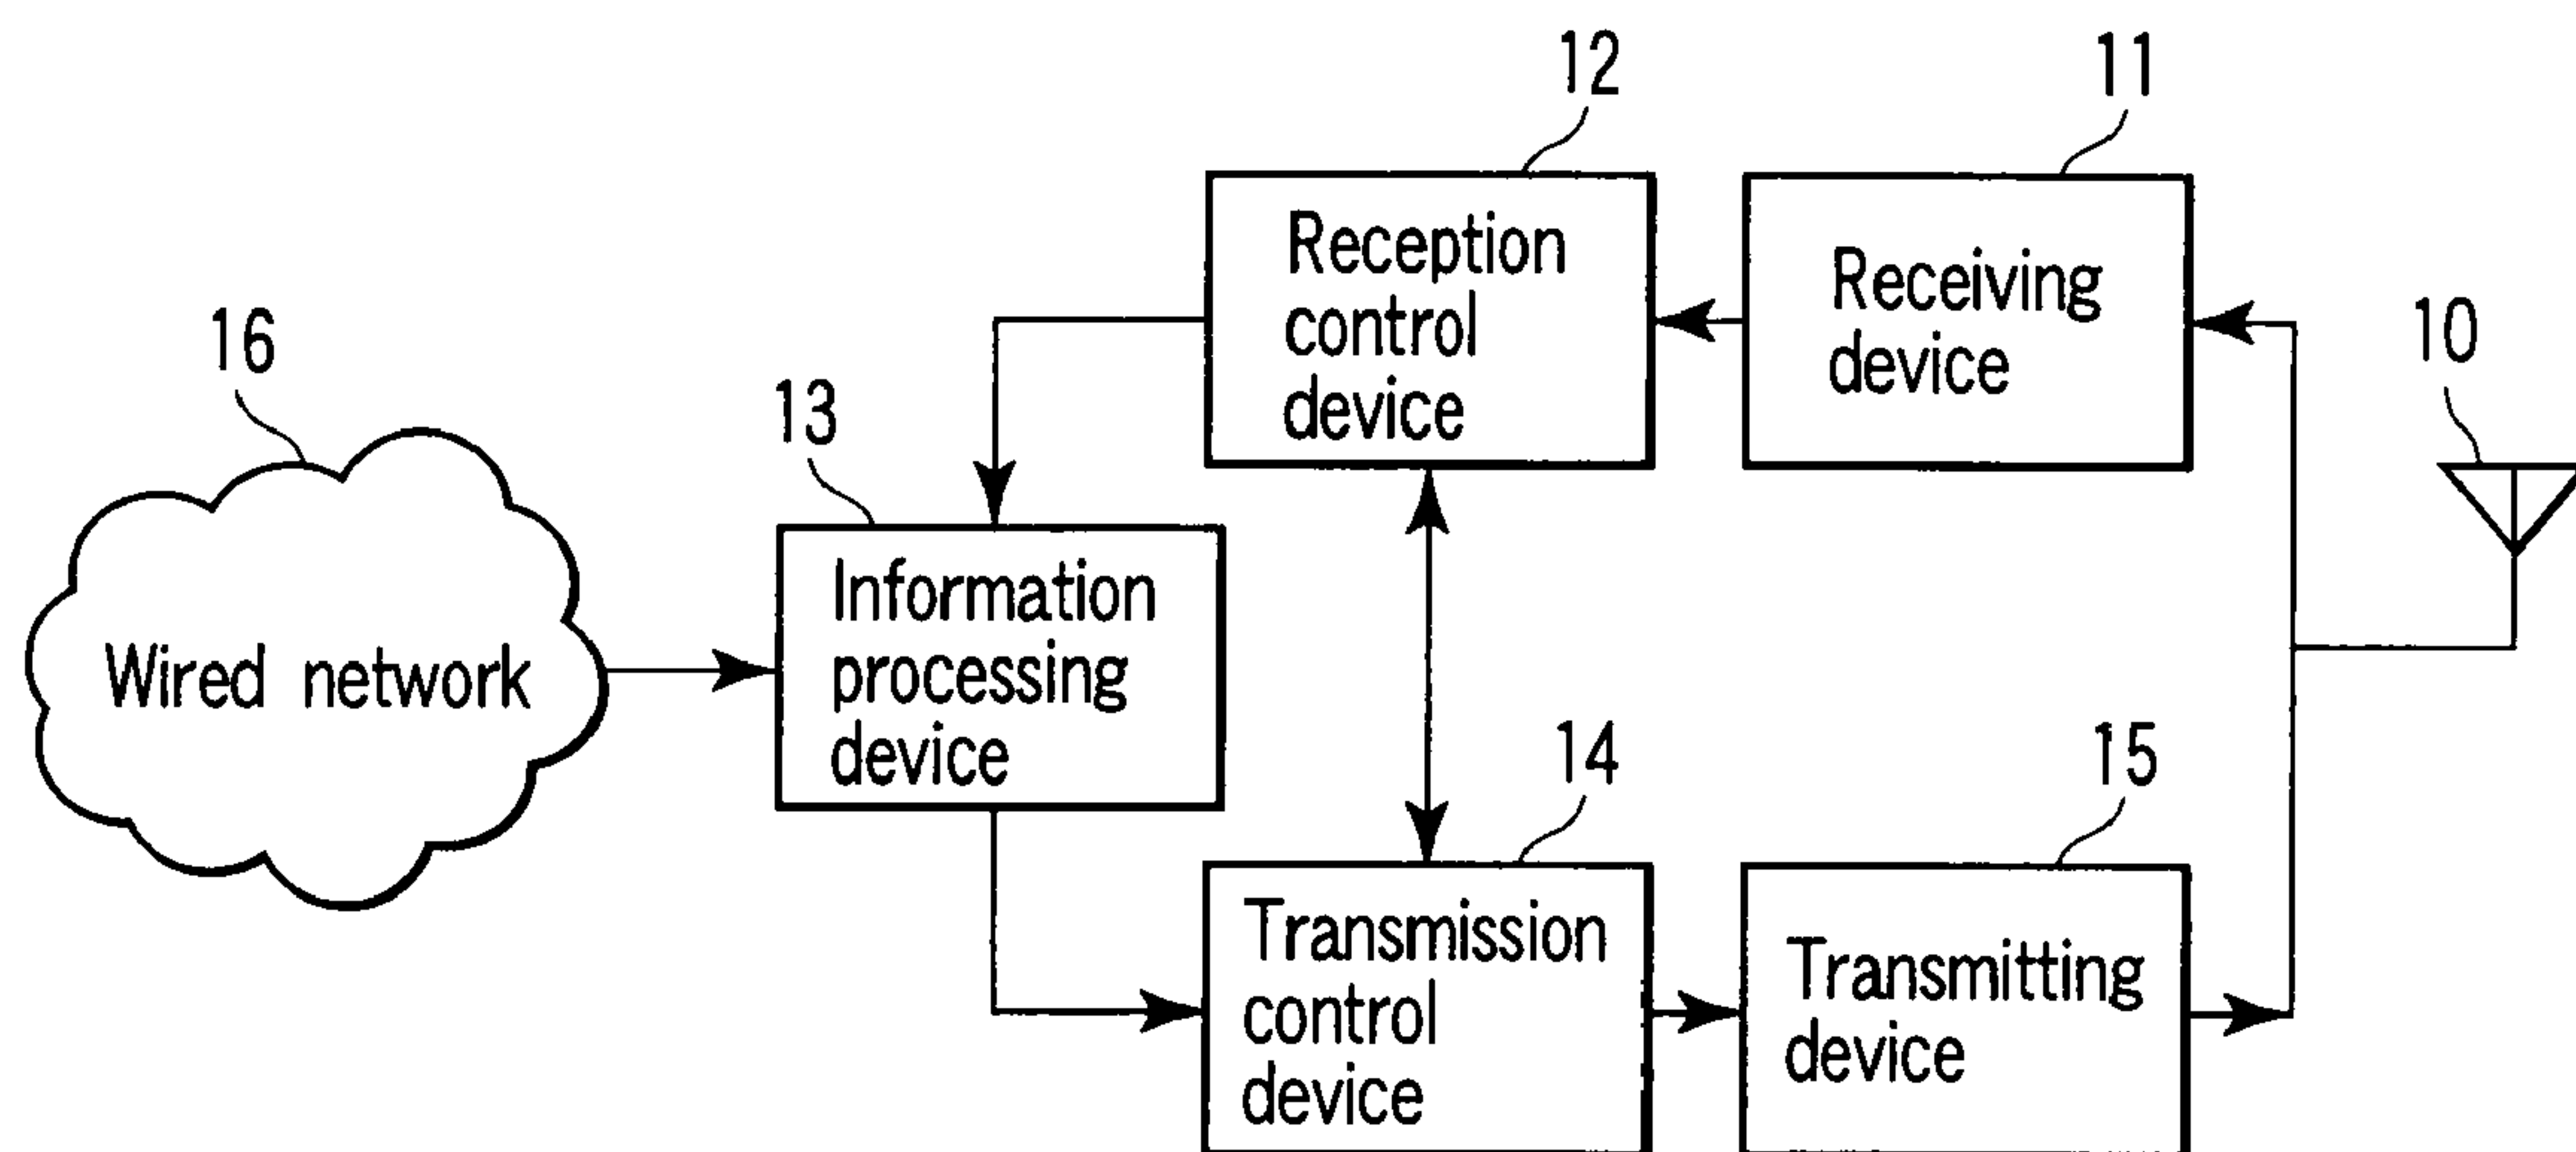 12
11
Reception
control
device
Receiving
device
10
16
13
Information
processing
device
Wired network
14
15
Transmission
control
device
Transmitting
device